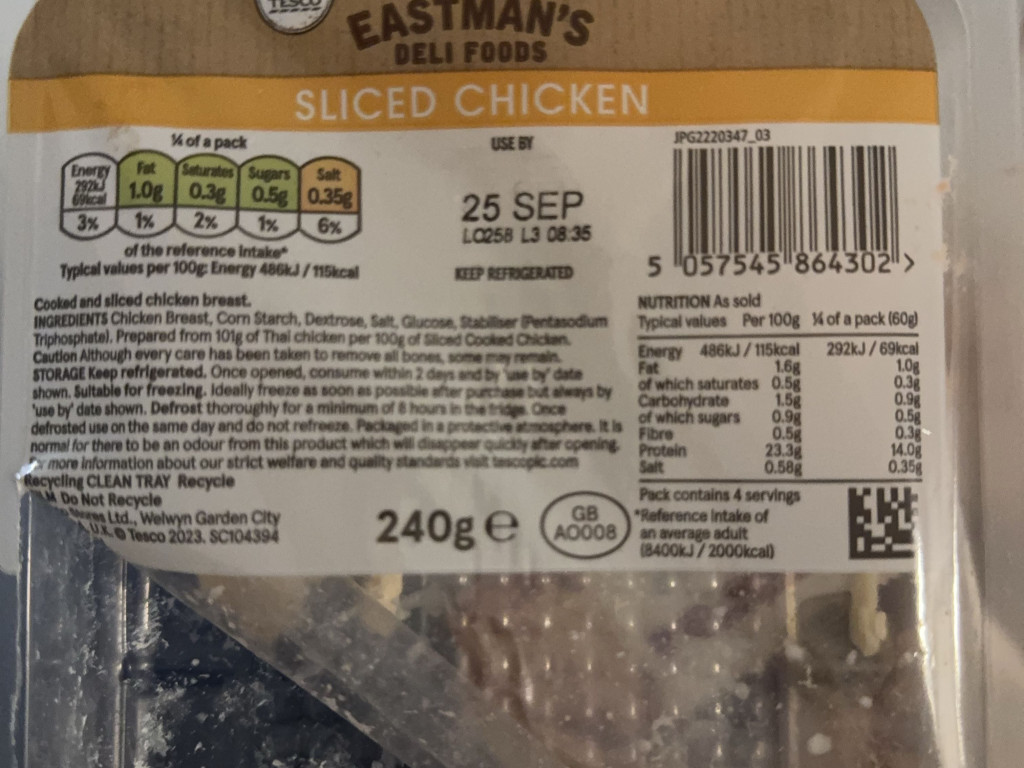 TESCO
EASTMAN'S
DELI FOODS
SLICED CHICKEN
¼ of a pack
Energy
292kJ
69kcal
3%
Fat
1.0g
1%
Saturates
0.3g
2%
Sugars
0.5g
1%
Salt
0.35g
6%
of the reference intake*
Typical values per 100g: Energy 486kJ / 115kcal
USE BY
25 SEP
LO258 L3 08:35
KEEP REFRIGERATED
JPG2220347_03
5 057545 864302 >
Cooked and sliced chicken breast.
INGREDIENTS Chicken Breast, Corn Starch, Dextrose, Salt, Glucose, Stabiliser (Pentasodium
Triphosphate). Prepared from 101g of Thai chicken per 100g of Sliced Cooked Chicken.
Caution Although every care has been taken to remove all bones, some may remain.
STORAGE Keep refrigerated. Once opened, consume within 2 days and by 'use by' date
shown. Suitable for freezing. Ideally freeze as soon as possible after purchase but always by
'use by' date shown. Defrost thoroughly for a minimum of 8 hours in the fridge. Once
defrosted use on the same day and do not refreeze. Packaged in a protective atmosphere. It is
normal for there to be an odour from this product which will disappear quickly after opening.
For more information about our strict welfare and quality standards visit tescoplc.com
Recycling CLEAN TRAY Recycle
M Do Not Recycle
Stores Ltd., Welwyn Garden City
U.K. © Tesco 2023. SC104394
240g e
GB
AO008
NUTRITION As sold
Typical values Per 100g ¼ of a pack (60g)
Energy 486kJ / 115kcal 292kJ / 69kcal
Fat 1.6g 1.0g
of which saturates 0.5g 0.3g
Carbohydrate 1.5g 0.9g
of which sugars 0.9g 0.5g
Fibre 0.5g 0.3g
Protein 23.3g 14.0g
Salt 0.58g 0.35g
Pack contains 4 servings
*Reference intake of
an average adult
(8400kJ / 2000kcal)